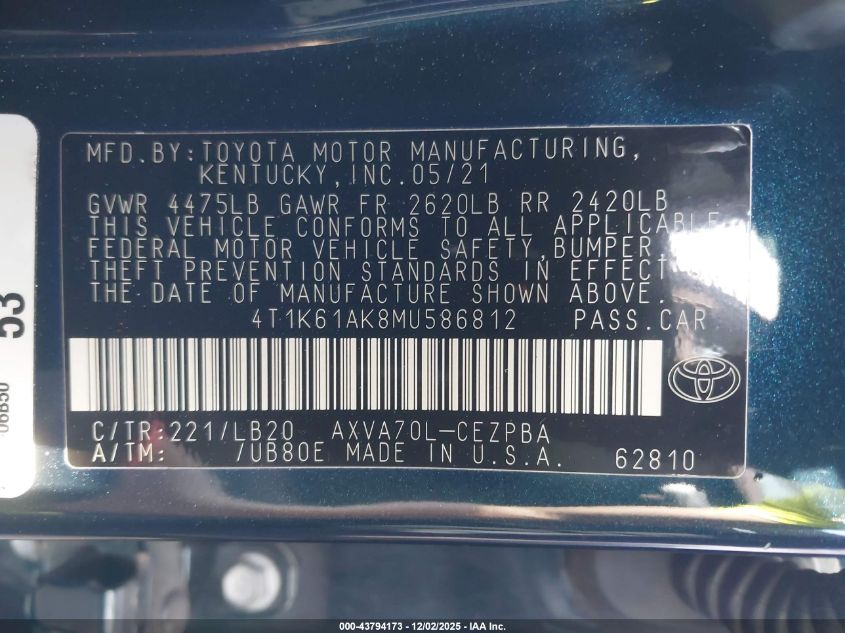 MFD.BY:TOYOTA MOTOR MANUFACTURING,
KENTUCKY,INC.05/21
GVWR 4475LB GAWR FR 2620LB RR 2420LB
THIS VEHICLE CONFORMS TO ALL APPLICABLE
FEDERAL MOTOR VEHICLE SAFETY,BUMPER,
THEFT PREVENTION STANDARDS IN EFFECT
THE DATE OF MANUFACTURE SHOWN ABOVE.
4T1K61AK8MU586812 PASS.CAR
C/TR:221/LB20 AXVA70L-CEZPBA
A/TM: /UB80E MADE IN U.S.A. 62810
53
06B50
000-43794173 - 12/02/2025 - IAA Inc.